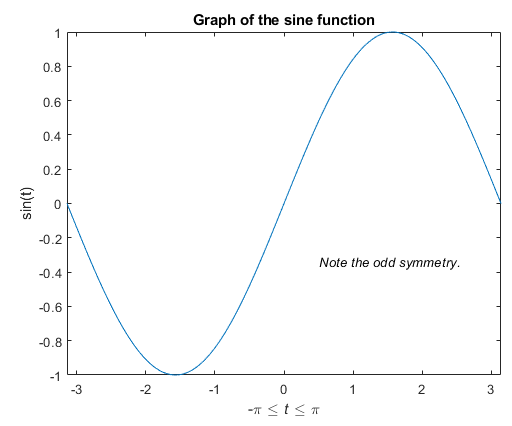 Graph of the sine function
1
0.8
0.6
0.4
0.2
0
-0.2
-0.4
-0.6
-0.8
-1
sin(t)
Note the odd symmetry.
-3 -2 -1 0 1 2 3
-π ≤ t ≤ π